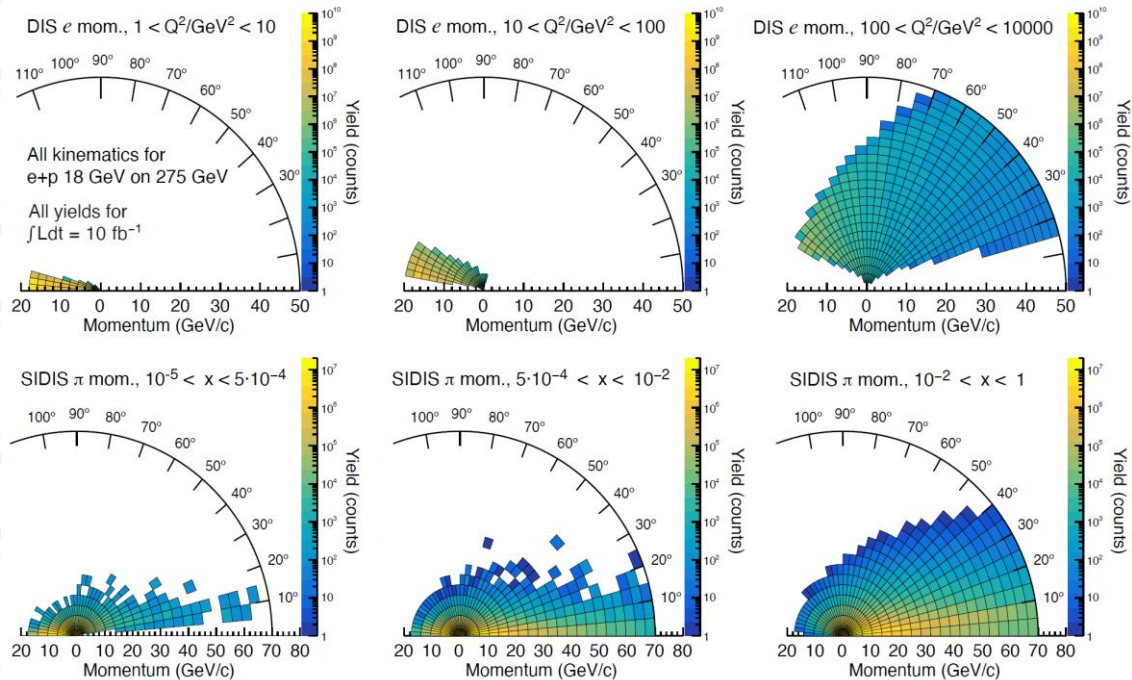 DIS e mom., 1 < Q²/GeV² < 10
110° 100° 90° 80° 70° 60° 50° 40° 30°
All kinematics for
e+p 18 GeV on 275 GeV
All yields for
∫Ldt = 10 fb⁻¹
20 10 0 10 20 30 40 50
Momentum (GeV/c)
10¹⁰
10⁹
10⁸
10⁷
10⁶
10⁵
10⁴
10³
10²
10
1
Yield (counts)
DIS e mom., 10 < Q²/GeV² < 100
110° 100° 90° 80° 70° 60° 50° 40° 30°
20 10 0 10 20 30 40 50
Momentum (GeV/c)
10¹⁰
10⁹
10⁸
10⁷
10⁶
10⁵
10⁴
10³
10²
10
1
Yield (counts)
DIS e mom., 100 < Q²/GeV² < 10000
110° 100° 90° 80° 70° 60° 50° 40° 30°
20 10 0 10 20 30 40 50
Momentum (GeV/c)
10¹⁰
10⁹
10⁸
10⁷
10⁶
10⁵
10⁴
10³
10²
10
1
Yield (counts)
SIDIS π mom., 10⁻⁵ < x < 5·10⁻⁴
100° 90° 80° 70° 60° 50° 40° 30° 20° 10°
20 10 0 10 20 30 40 50 60 70 80
Momentum (GeV/c)
10⁷
10⁶
10⁵
10⁴
10³
10²
10
1
Yield (counts)
SIDIS π mom., 5·10⁻⁴ < x < 10⁻²
100° 90° 80° 70° 60° 50° 40° 30° 20° 10°
20 10 0 10 20 30 40 50 60 70 80
Momentum (GeV/c)
10⁷
10⁶
10⁵
10⁴
10³
10²
10
1
Yield (counts)
SIDIS π mom., 10⁻² < x < 1
100° 90° 80° 70° 60° 50° 40° 30° 20° 10°
20 10 0 10 20 30 40 50 60 70 80
Momentum (GeV/c)
10⁷
10⁶
10⁵
10⁴
10³
10²
10
1
Yield (counts)